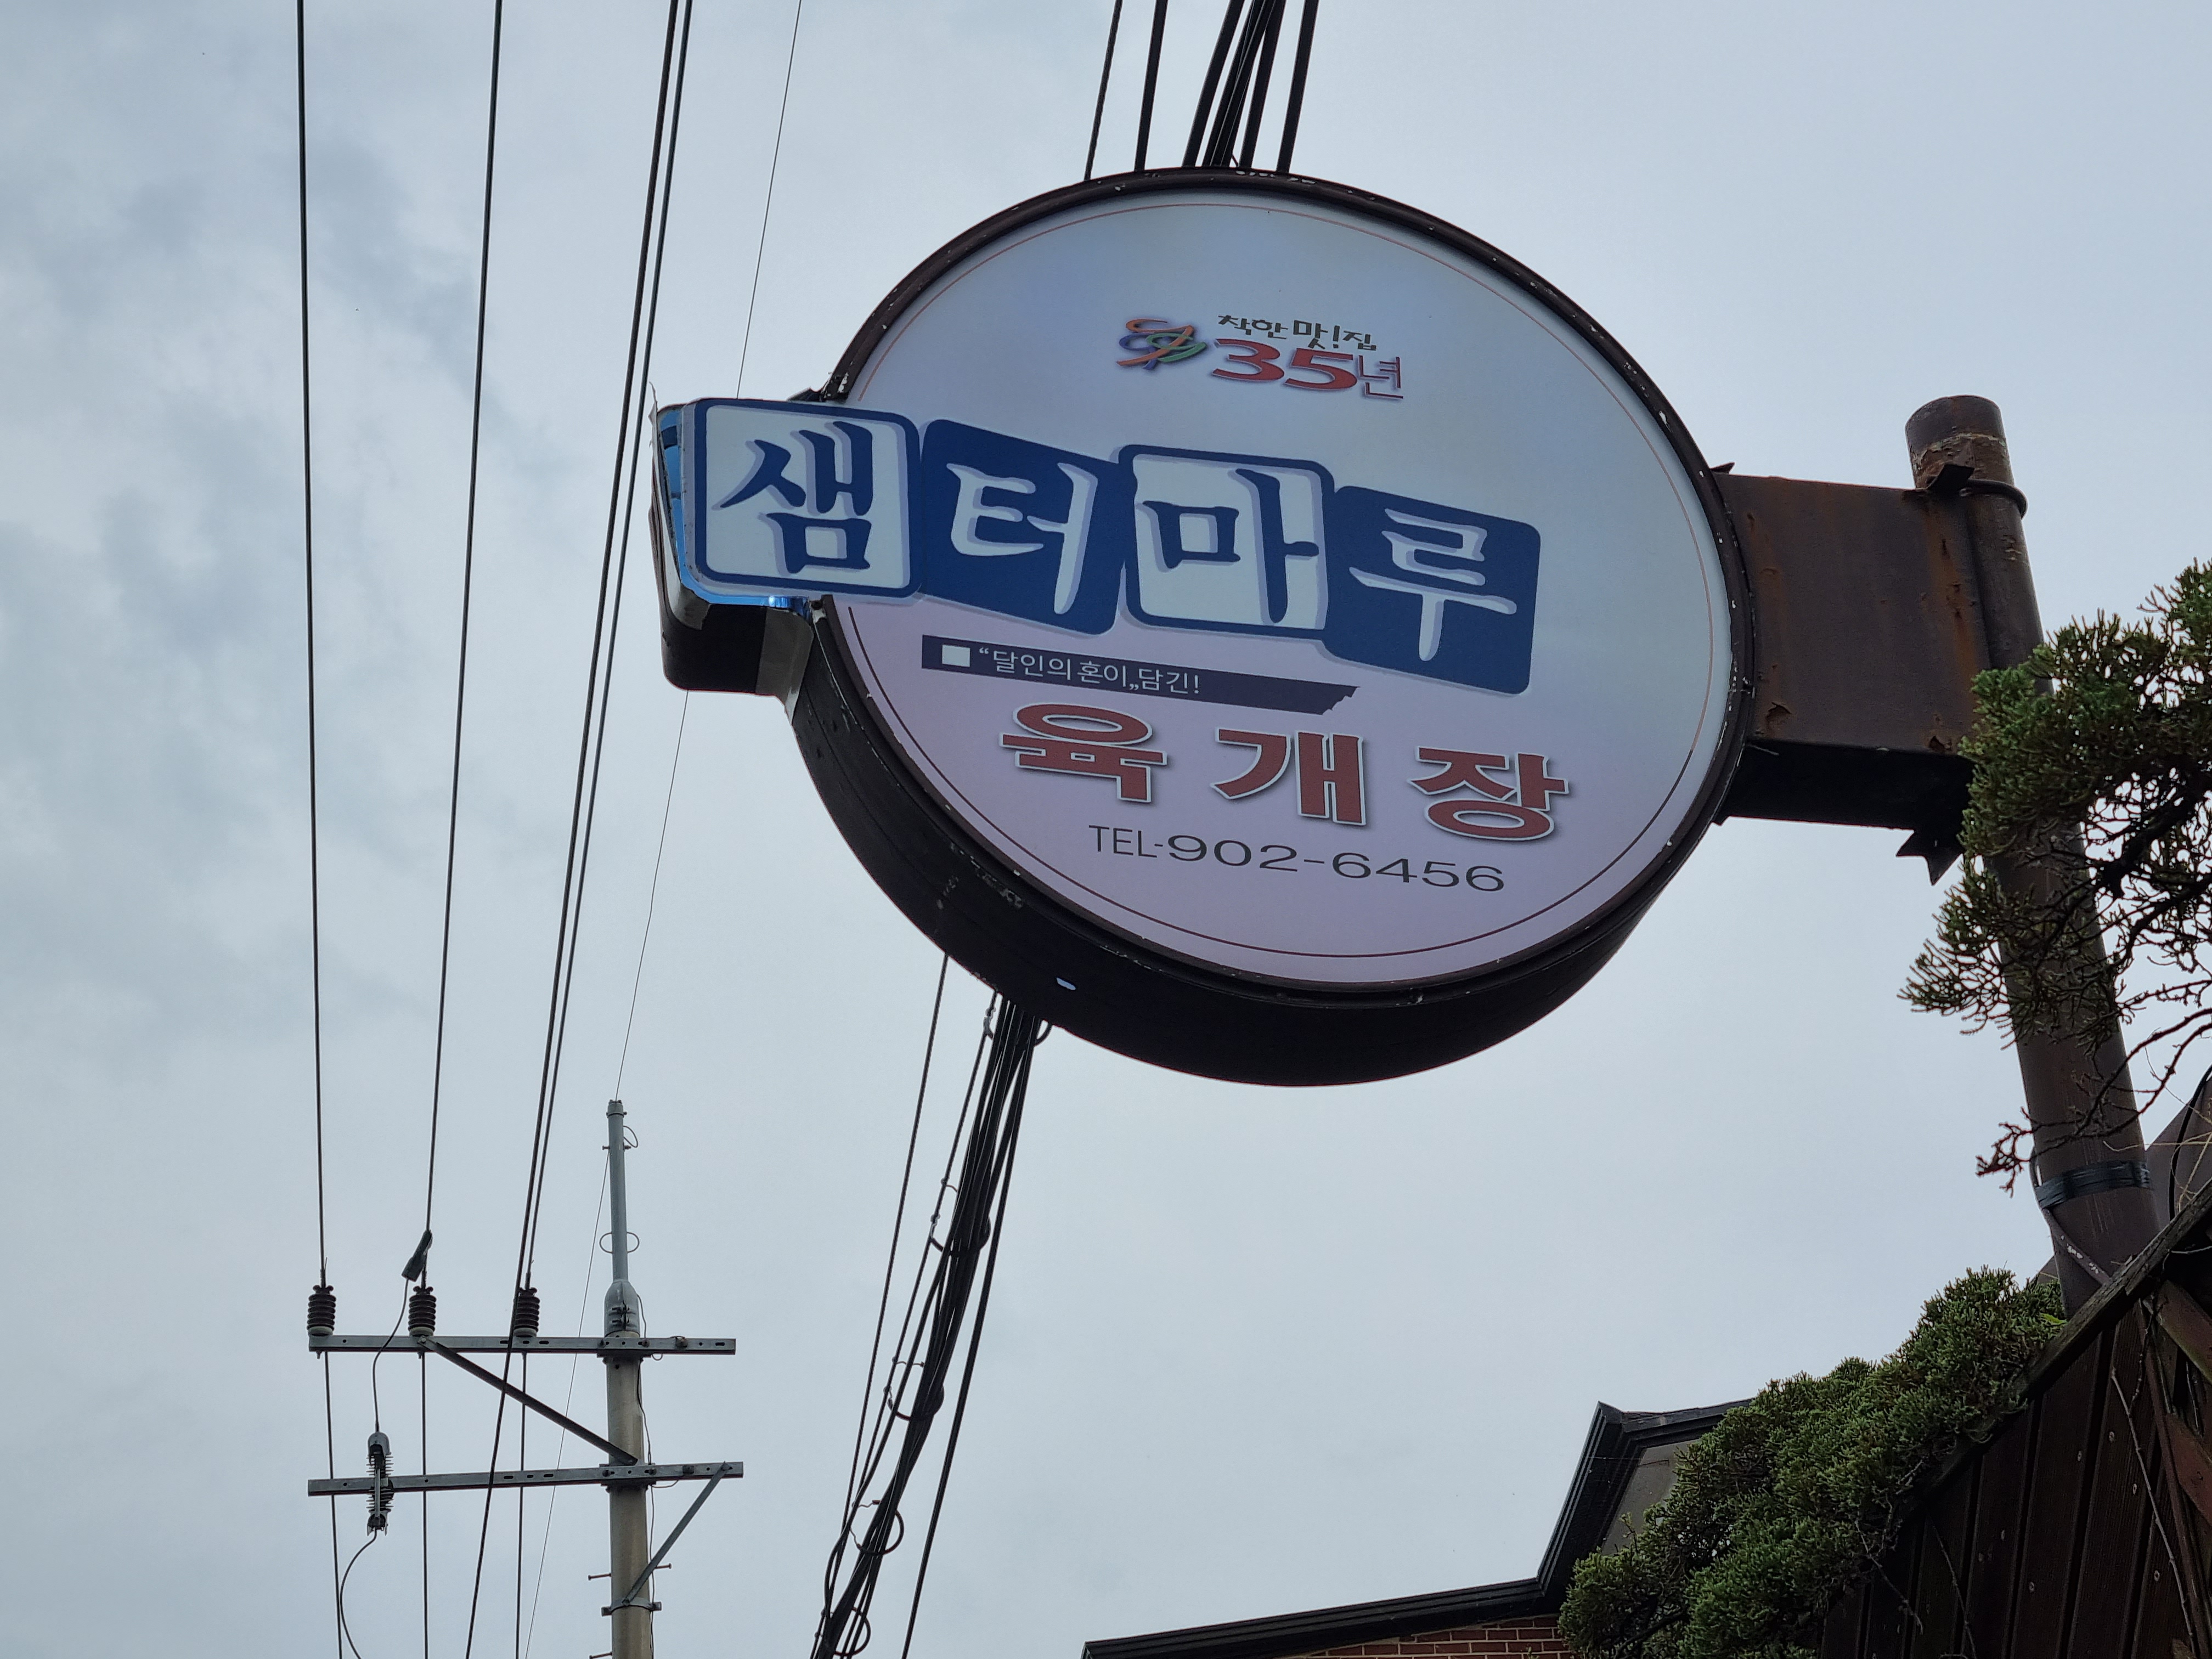 착한 맛!집
35년
샘터마루
“달인의 혼이„담긴!
육개장
TEL-902-6456